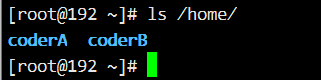 [root@192 ~]# ls /home/
coderA  coderB
[root@192 ~]#